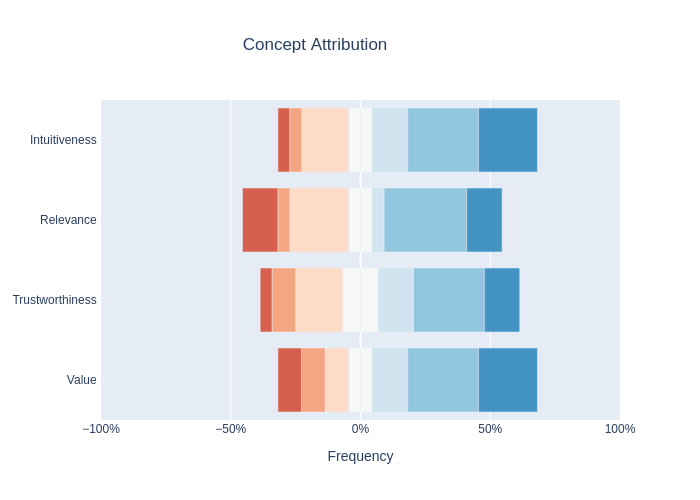 Concept Attribution
Intuitiveness
Relevance
Trustworthiness
Value
−100% −50% 0% 50% 100%
Frequency